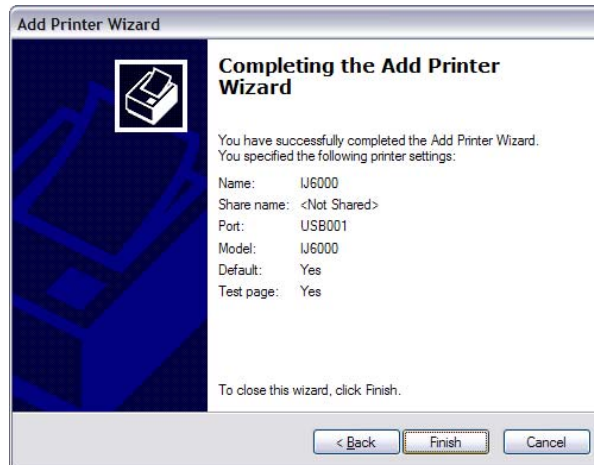 Add Printer Wizard
Completing the Add Printer
Wizard
You have successfully completed the Add Printer Wizard.
You specified the following printer settings:
Name: IJ6000
Share name: <Not Shared>
Port: USB001
Model: IJ6000
Default: Yes
Test page: Yes
To close this wizard, click Finish.
< Back Finish Cancel